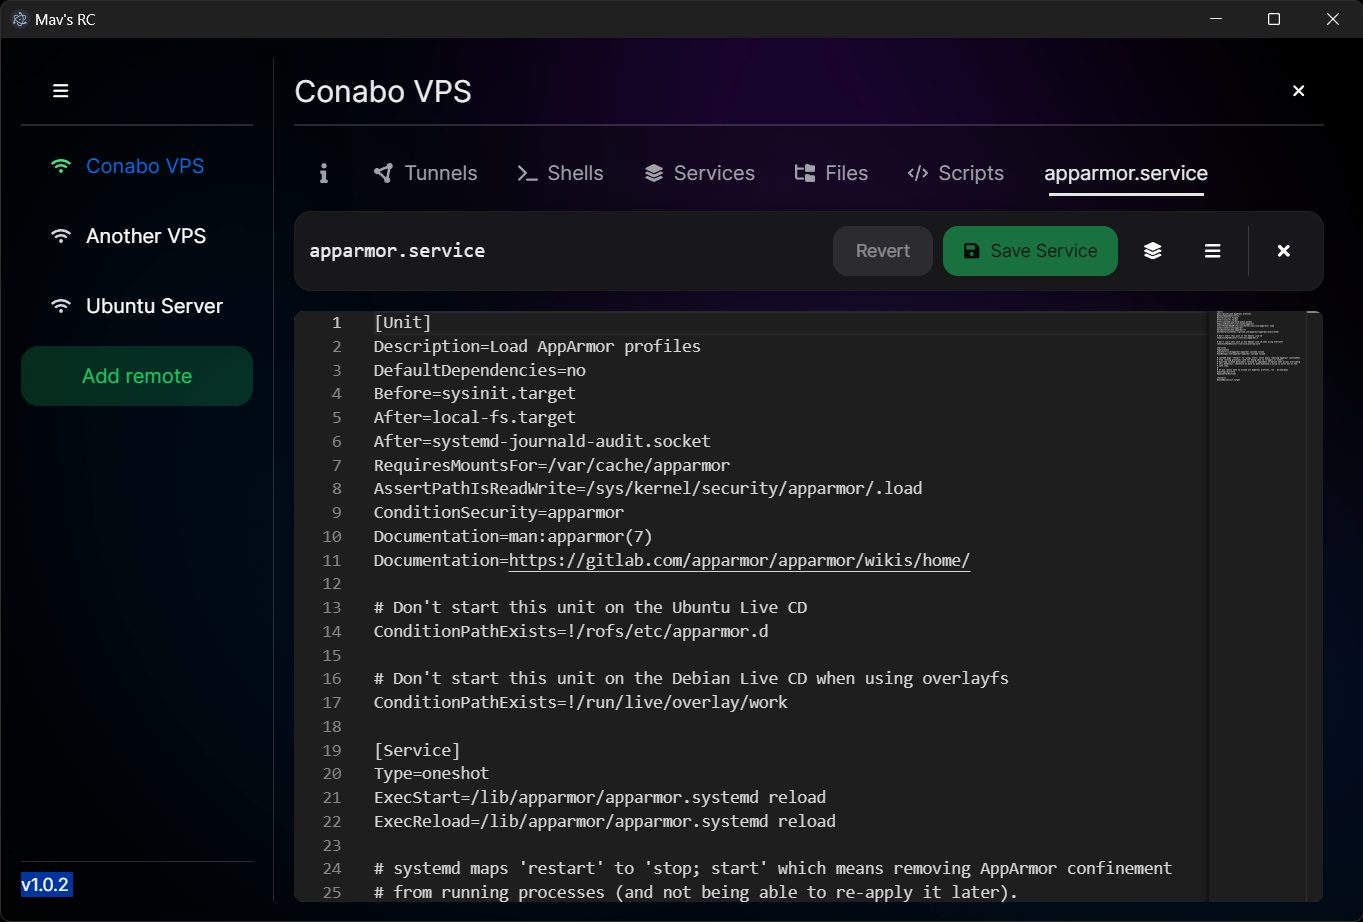 Mav's RC
Conabo VPS
Another VPS
Ubuntu Server
Add remote
v1.0.2
Conabo VPS
Tunnels
Shells
Services
Files
Scripts
apparmor.service
apparmor.service
Revert
Save Service
1 [Unit]
2 Description=Load AppArmor profiles
3 DefaultDependencies=no
4 Before=sysinit.target
5 After=local-fs.target
6 After=systemd-journald-audit.socket
7 RequiresMountsFor=/var/cache/apparmor
8 AssertPathIsReadWrite=/sys/kernel/security/apparmor/.load
9 ConditionSecurity=apparmor
10 Documentation=man:apparmor(7)
11 Documentation=https://gitlab.com/apparmor/apparmor/wikis/home/
12
13 # Don't start this unit on the Ubuntu Live CD
14 ConditionPathExists=!/rofs/etc/apparmor.d
15
16 # Don't start this unit on the Debian Live CD when using overlayfs
17 ConditionPathExists=!/run/live/overlay/work
18
19 [Service]
20 Type=oneshot
21 ExecStart=/lib/apparmor/apparmor.systemd reload
22 ExecReload=/lib/apparmor/apparmor.systemd reload
23
24 # systemd maps 'restart' to 'stop; start' which means removing AppArmor confinement
25 # from running processes (and not being able to re-apply it later).